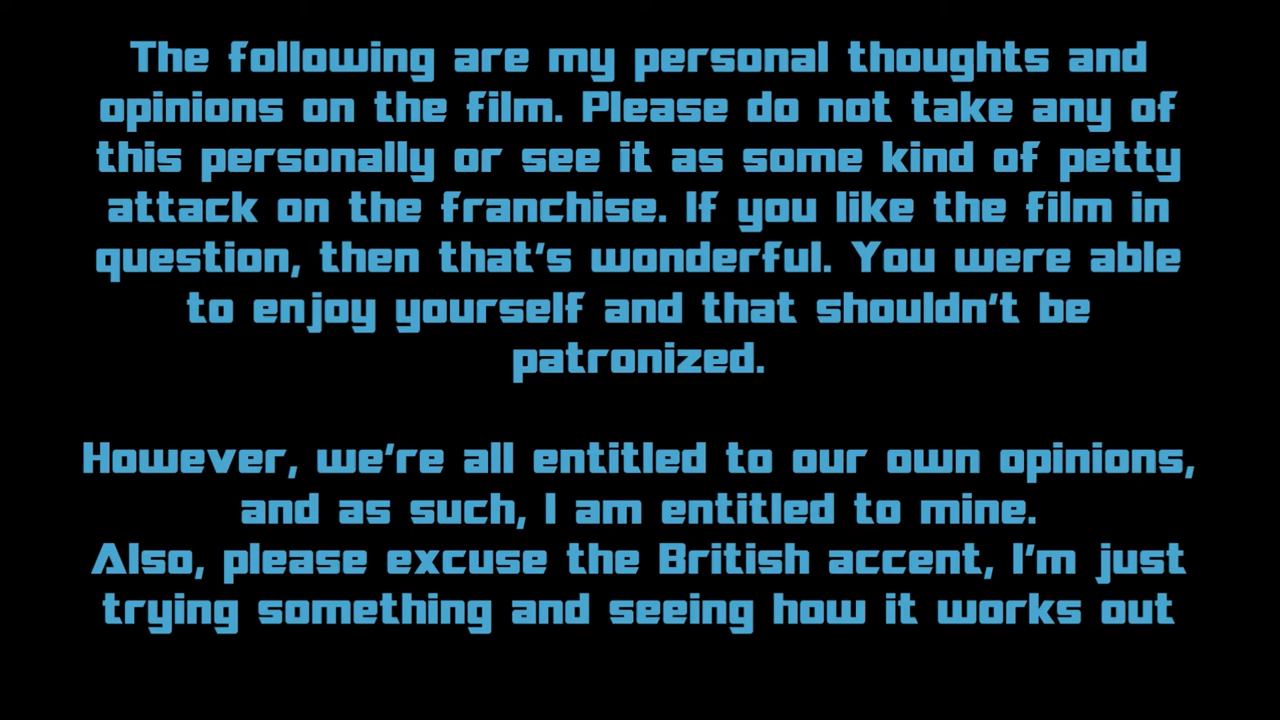 The following are my personal thoughts and
opinions on the film. Please do not take any of
this personally or see it as some kind of petty
attack on the franchise. If you like the film in
question, then that's wonderful. You were able
to enjoy yourself and that shouldn't be
patronized.
However, we're all entitled to our own opinions,
and as such, I am entitled to mine.
Also, please excuse the British accent, I'm just
trying something and seeing how it works out